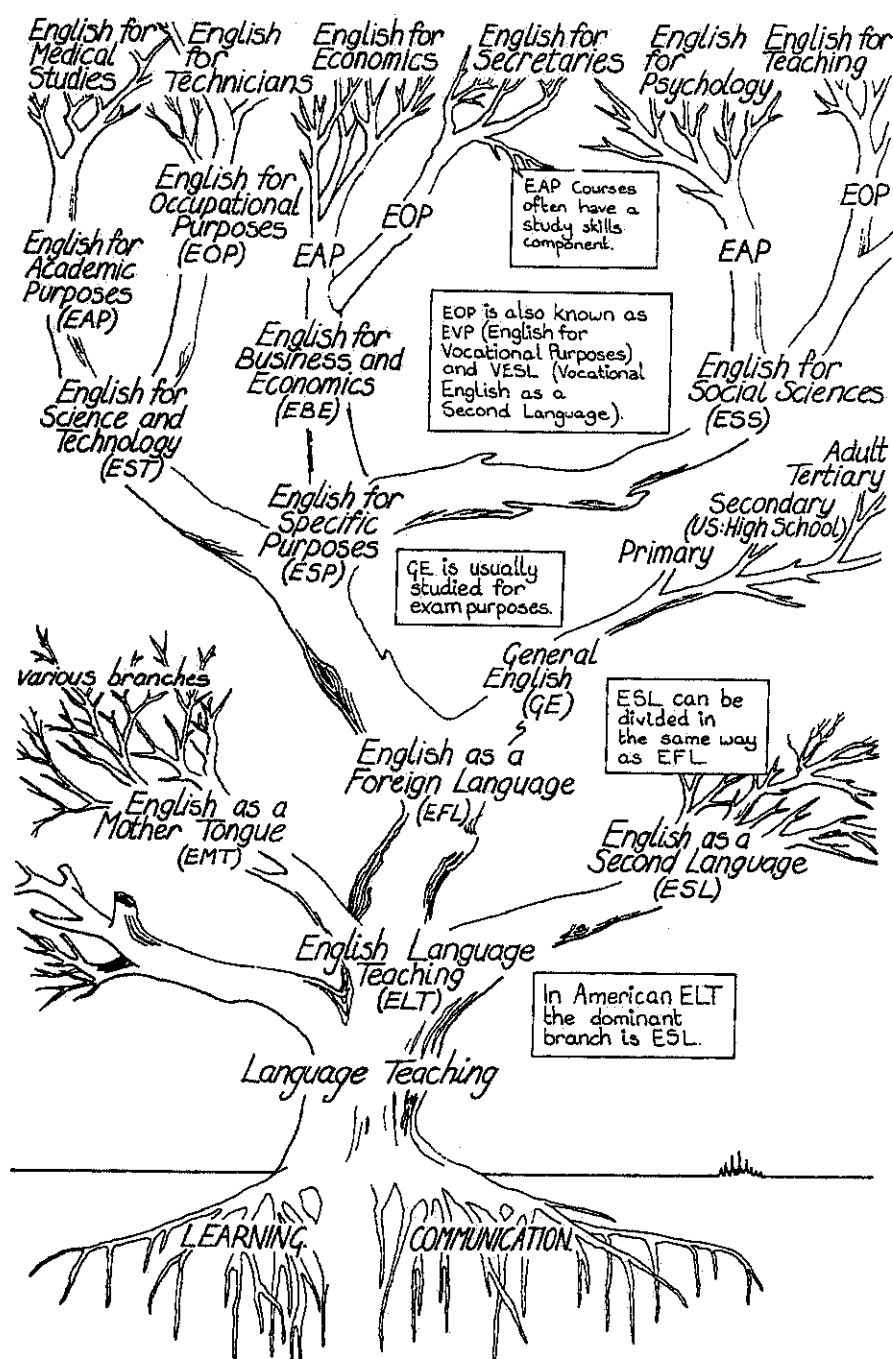 English for
Medical
Studies
English
for
Technicians
English for
Economics
English for
Secretaries
English
for
Psychology
English for
Teaching
English for
Occupational
Purposes
(EOP)
English for
Academic
Purposes
(EAP)
EAP
EOP
EAP Courses
often have a
study skills
component.
EAP
EOP
English for
Business and
Economics
(EBE)
EOP is also known as
EVP (English for
Vocational Purposes)
and VESL (Vocational
English as a
Second Language).
English for
Social Sciences
(ESS)
English for
Science and
Technology
(EST)
Adult
Tertiary
Secondary
(US:High School)
Primary
English for
Specific
Purposes
(ESP)
GE is usually
studied for
exam purposes.
General
English
(GE)
various branches
ESL can be
divided in
the same way
as EFL
English as a
Foreign Language
(EFL)
English as a
Mother Tongue
(EMT)
English as a
Second Language
(ESL)
English Language
Teaching
(ELT)
In American ELT
the dominant
branch is ESL.
Language Teaching
LEARNING
COMMUNICATION